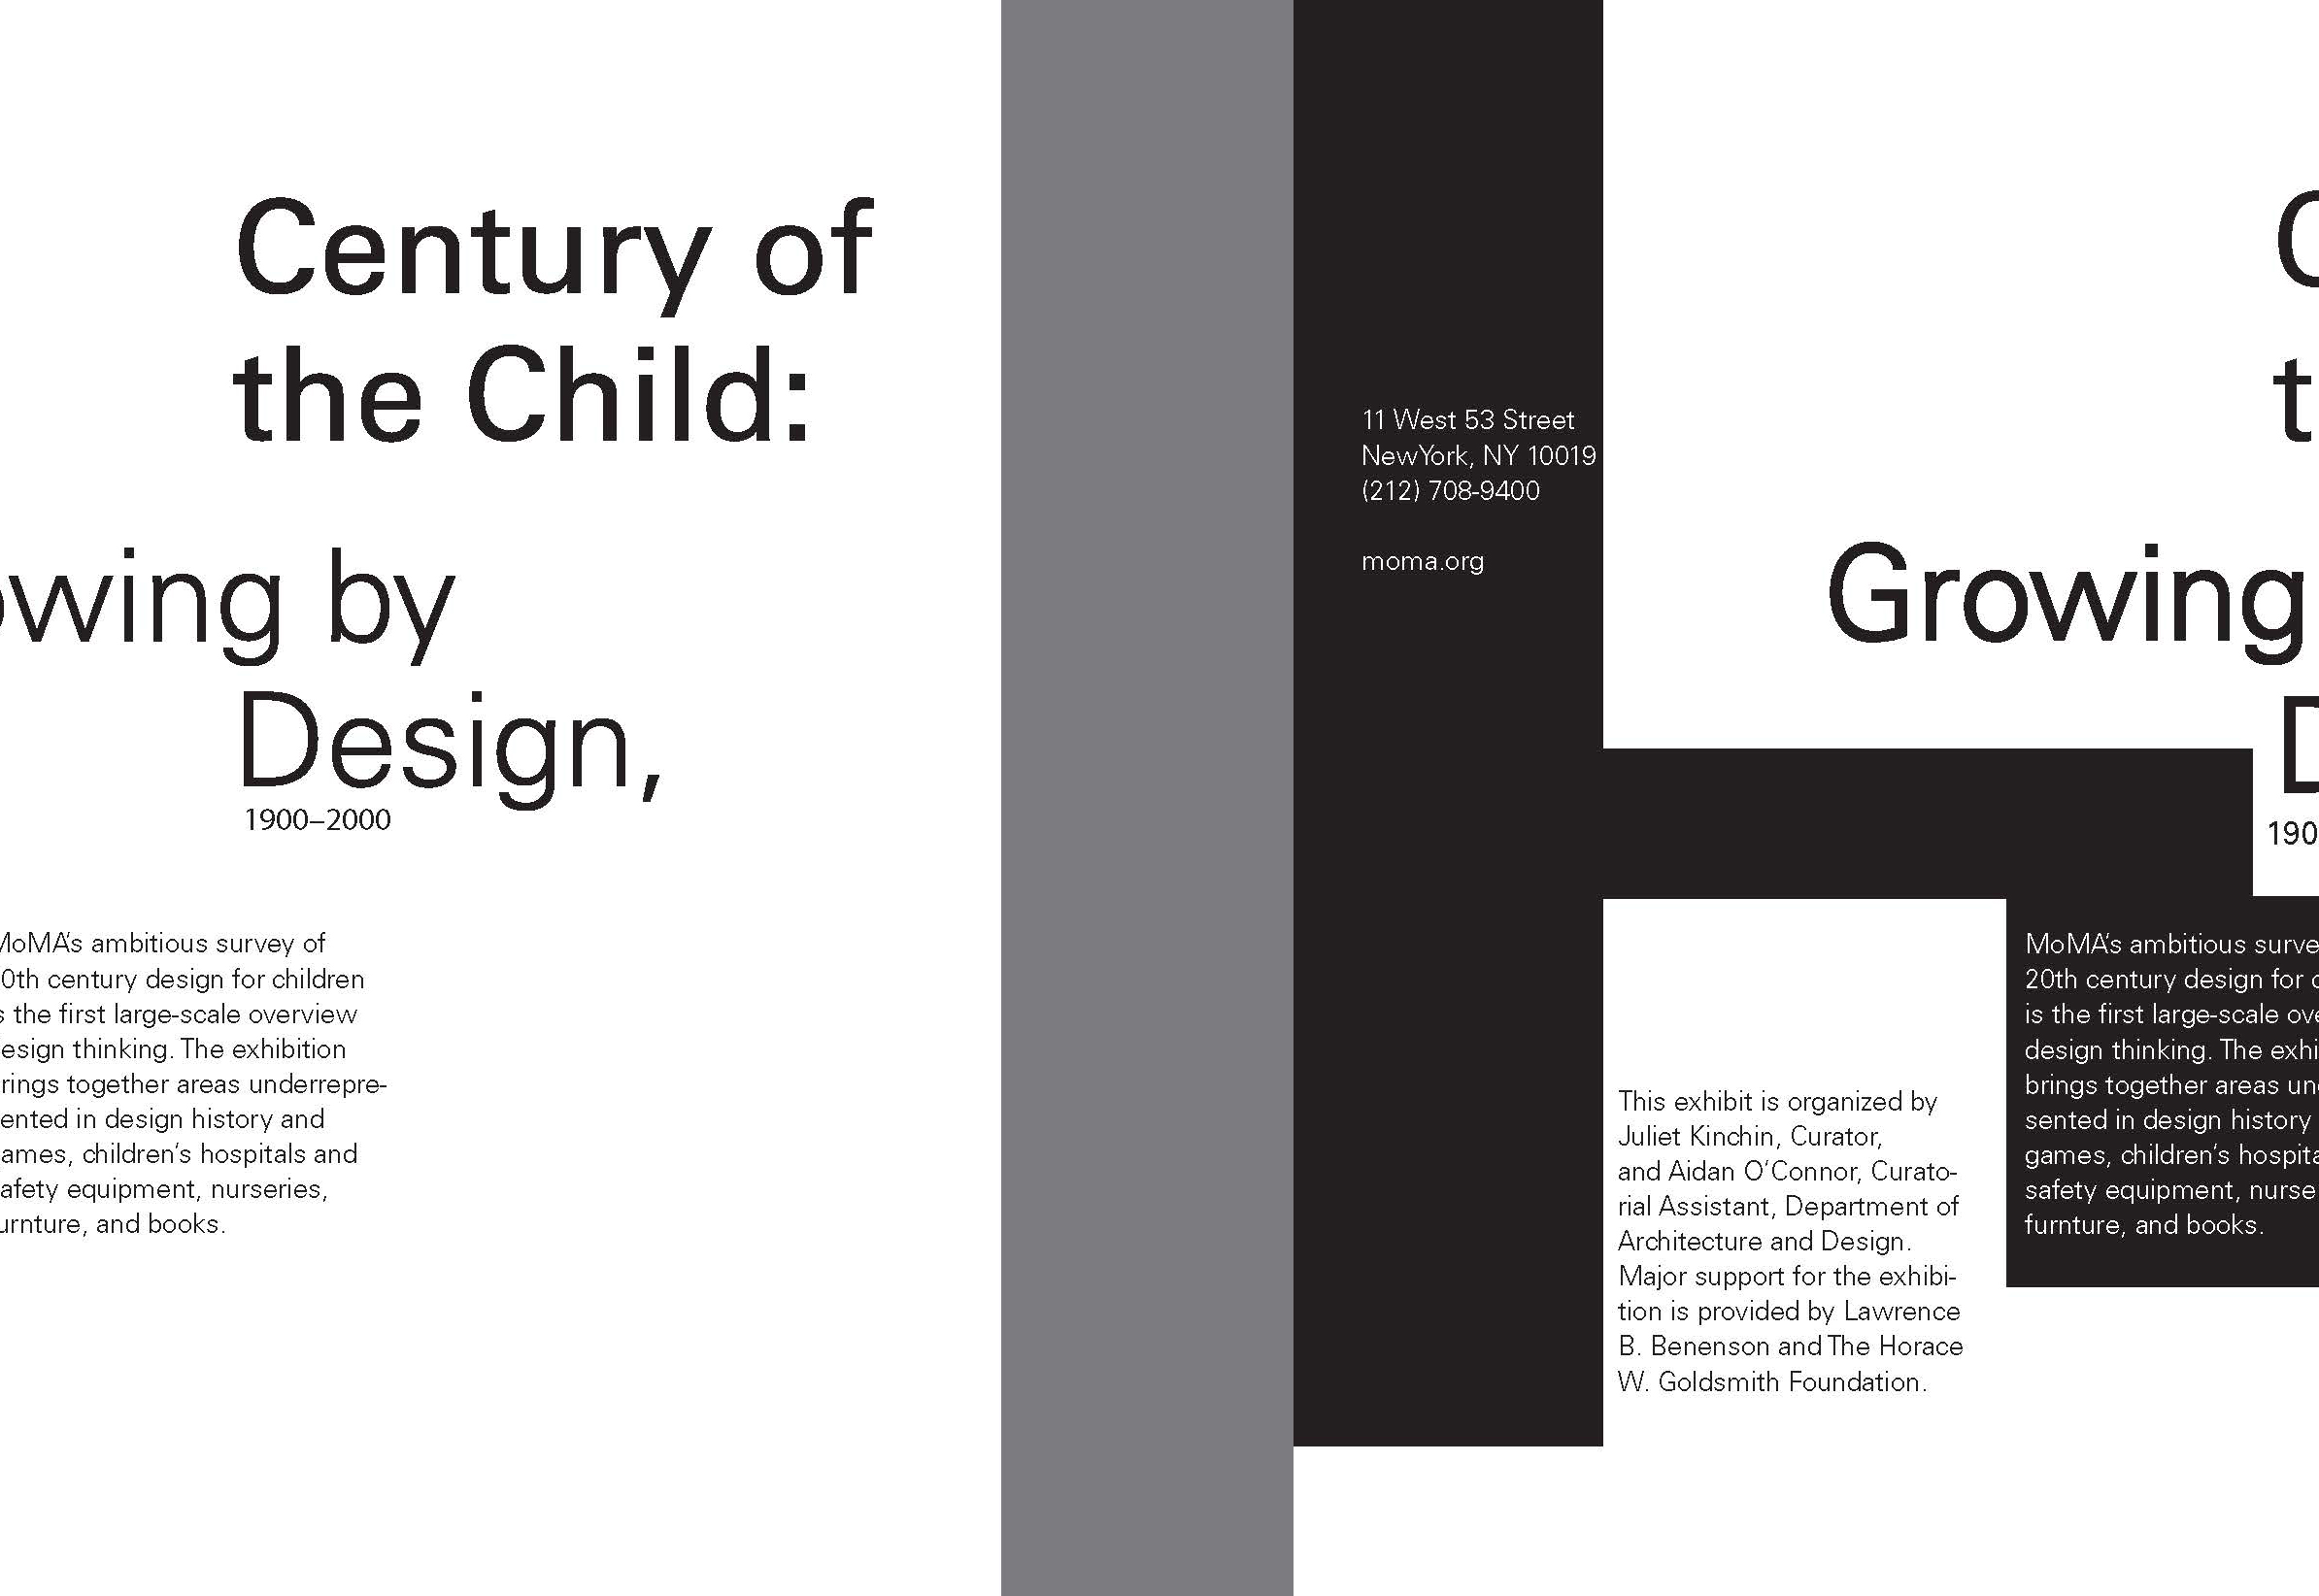 Century of
the Child:
owing by
Design,
1900–2000
MoMA's ambitious survey of
0th century design for children
s the first large-scale overview
esign thinking. The exhibition
rings together areas underrepre-
ented in design history and
ames, children's hospitals and
afety equipment, nurseries,
urnture, and books.
11 West 53 Street
NewYork, NY 10019
(212) 708-9400
moma.org
C
t
Growing
D
190
This exhibit is organized by
Juliet Kinchin, Curator,
and Aidan O'Connor, Curato-
rial Assistant, Department of
Architecture and Design.
Major support for the exhibi-
tion is provided by Lawrence
B. Benenson and The Horace
W. Goldsmith Foundation.
MoMA's ambitious surve
20th century design for c
is the first large-scale ove
design thinking. The exhi
brings together areas und
sented in design history
games, children's hospita
safety equipment, nurse
furnture, and books.